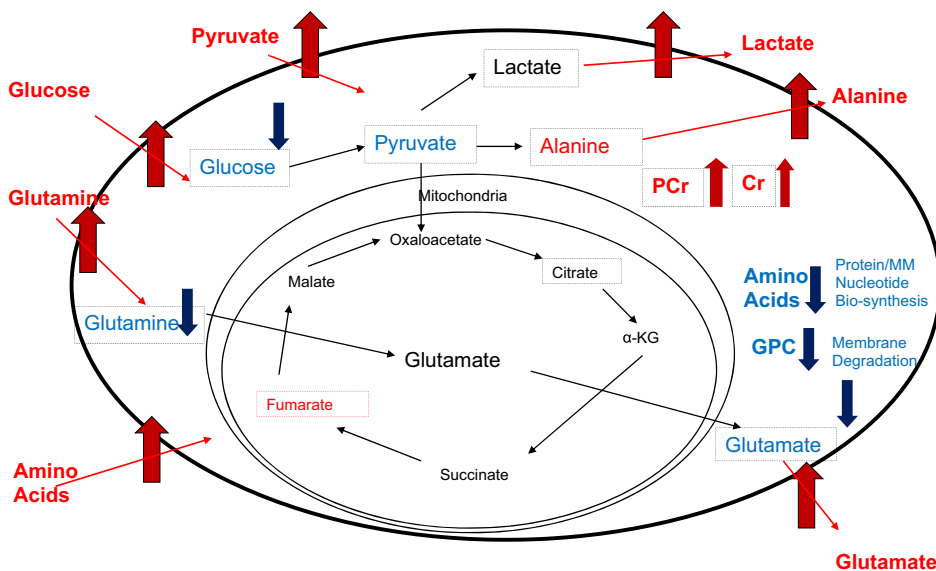 Pyruvate
Lactate
Lactate
Glucose
Alanine
Pyruvate
Alanine
Glucose
PCr
Cr
Glutamine
Mitochondria
Oxaloacetate
Malate
Citrate
Amino
Acids
Protein/MM
Nucleotide
Bio-synthesis
Glutamine
α-KG
GPC
Membrane
Degradation
Glutamate
Fumarate
Glutamate
Succinate
Amino
Acids
Glutamate